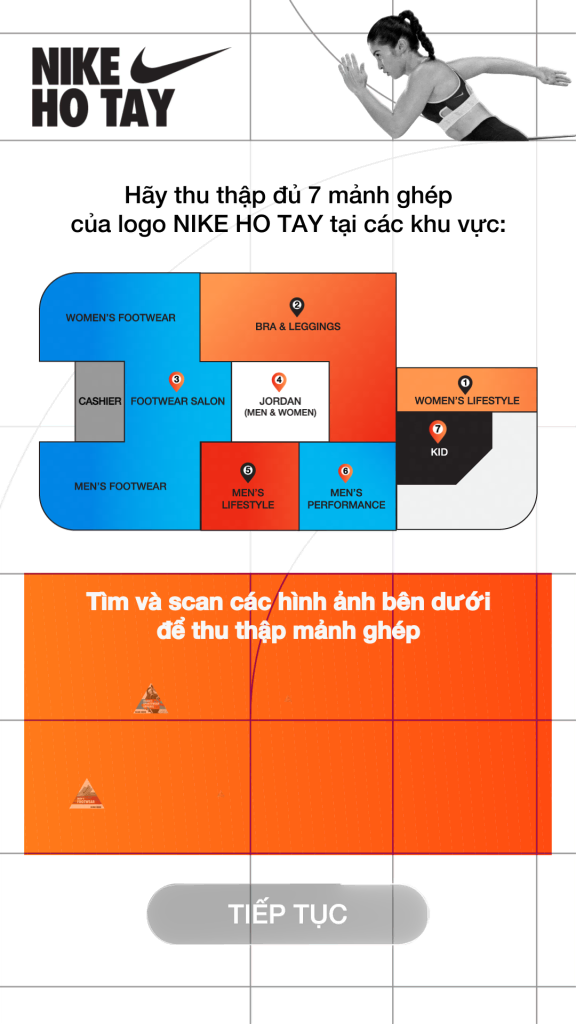 NIKE
HO TAY
Hãy thu thập đủ 7 mảnh ghép
của logo NIKE HO TAY tại các khu vực:
WOMEN'S FOOTWEAR
2
BRA & LEGGINGS
CASHIER
3
FOOTWEAR SALON
4
JORDAN
(MEN & WOMEN)
1
WOMEN'S LIFESTYLE
7
KID
MEN'S FOOTWEAR
5
MEN'S
LIFESTYLE
6
MEN'S
PERFORMANCE
Tìm và scan các hình ảnh bên dưới
để thu thập mảnh ghép
TIẾP TỤC